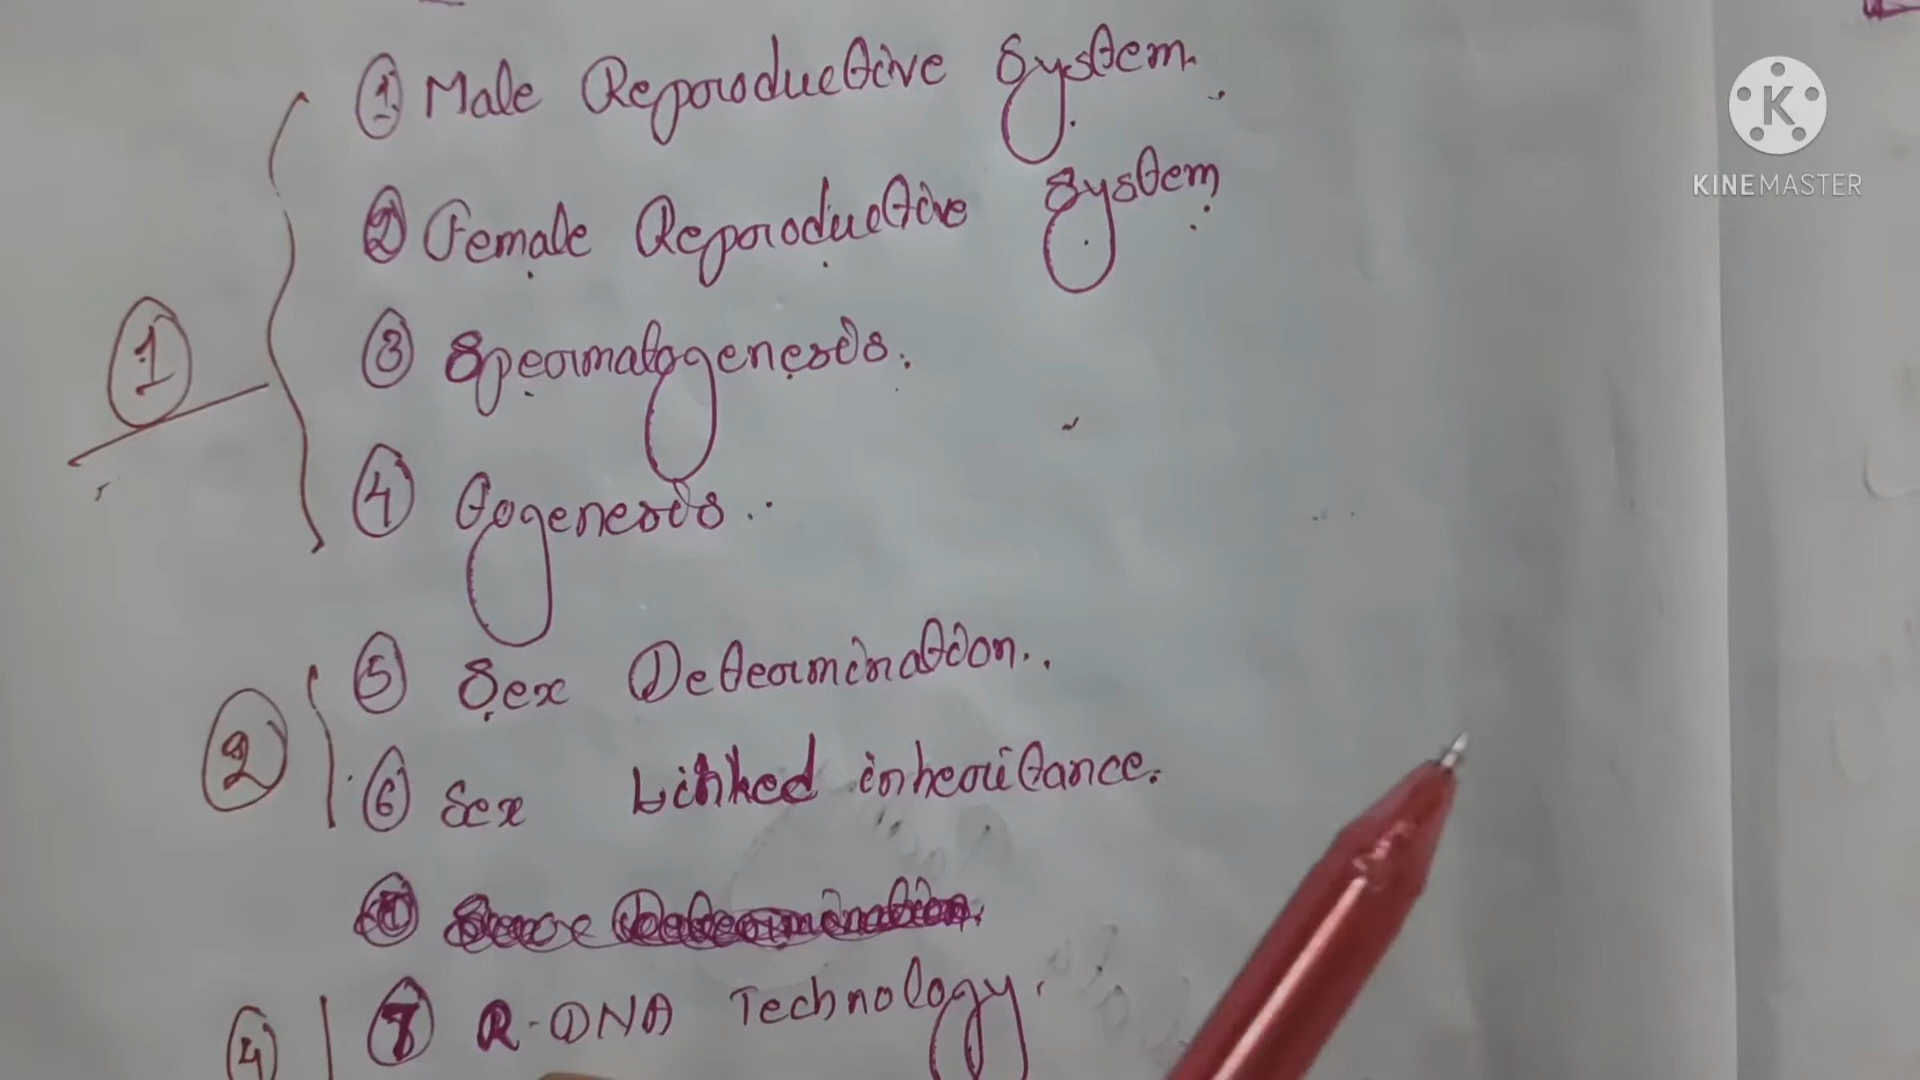 ① Male Reproductive System.
KINEMASTER
② Female Reproductive System
③ Spermatogenesis.
① 
④ Oogenesis..
⑤ Sex Determination..
② 
⑥ Sex Linked inheritance.
⑦ R-DNA Technology.
④